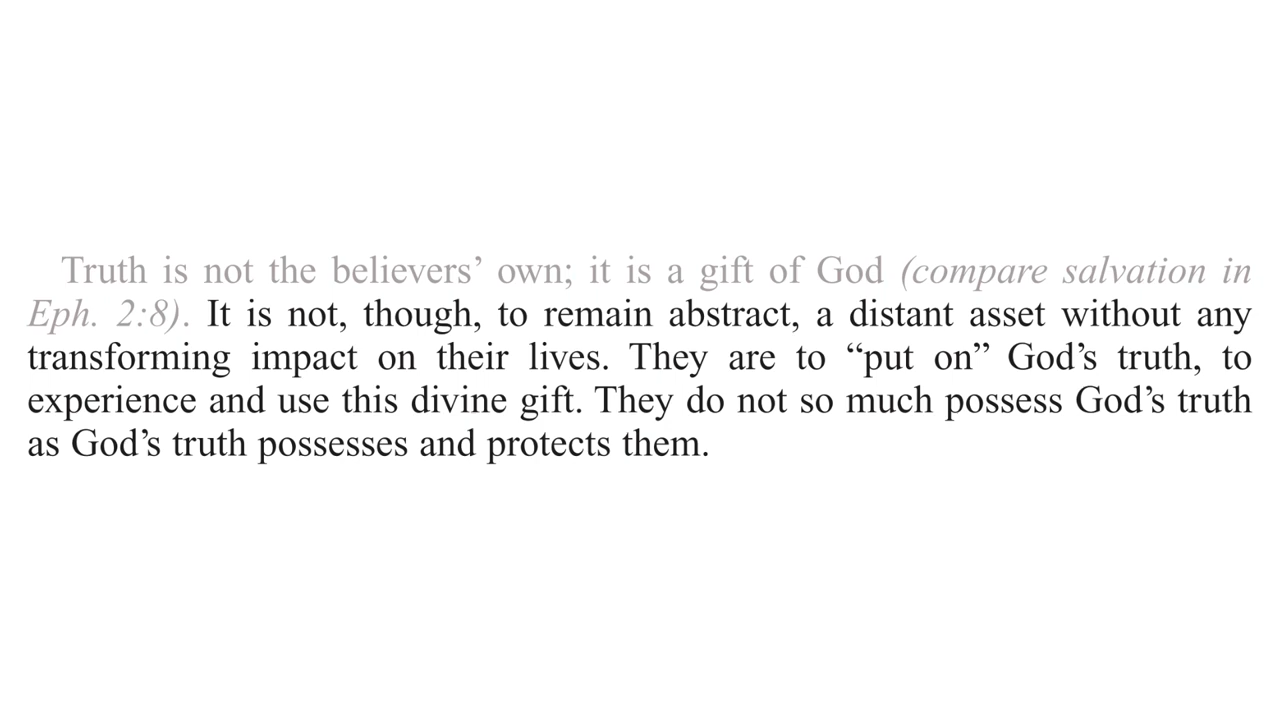 Truth is not the believers’ own; it is a gift of God (compare salvation in
Eph. 2:8). It is not, though, to remain abstract, a distant asset without any
transforming impact on their lives. They are to “put on” God’s truth, to
experience and use this divine gift. They do not so much possess God’s truth
as God’s truth possesses and protects them.